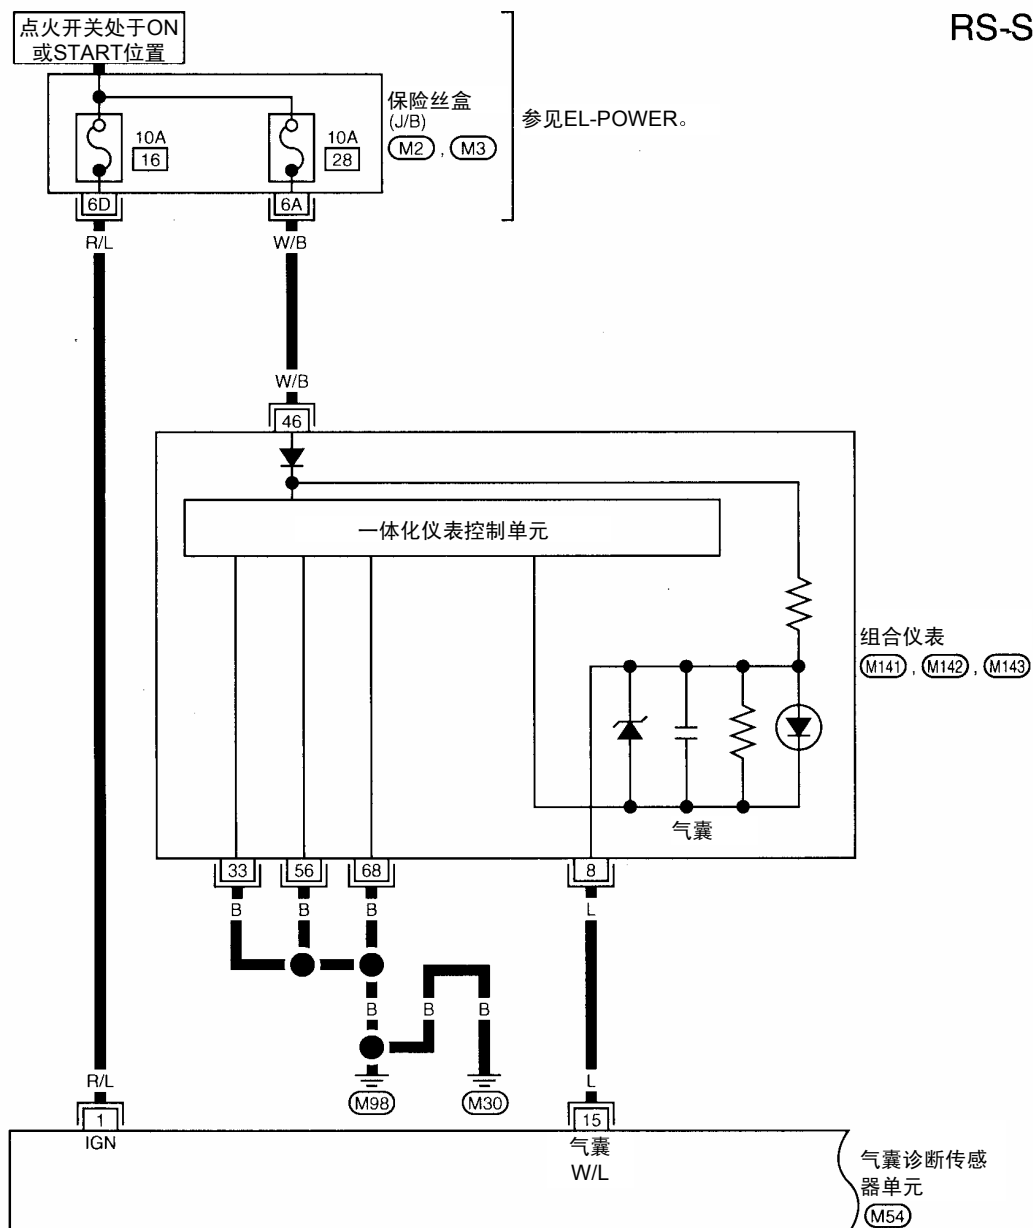 点火开关处于ON
或START位置
RS-S
保险丝盒
(J/B)
M2 , M3
参见EL-POWER。
10A
16
10A
28
6D
6A
R/L
W/B
W/B
46
一体化仪表控制单元
组合仪表
M141 , M142 , M143
气囊
33
56
68
8
B
B
B
L
B
B
B
R/L
L
M98
M30
1
15
IGN
气囊
W/L
气囊诊断传感
器单元
M54